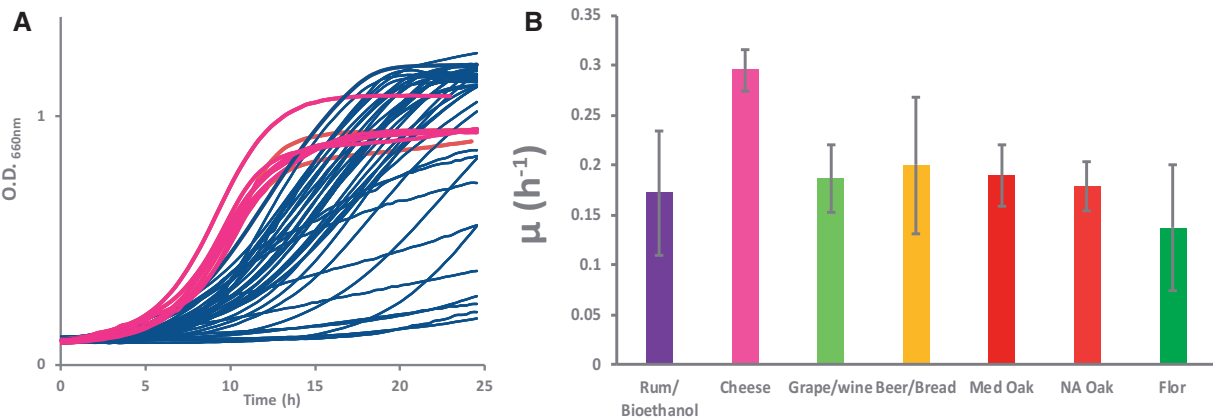 A
1
0
O.D. 660nm
0 5 10 15 20 25
Time (h)
B
0.35
0.3
0.25
0.2
0.15
0.1
0.05
0
µ (h-1)
Rum/ Cheese Grape/wine Beer/Bread Med Oak NA Oak Flor
Bioethanol